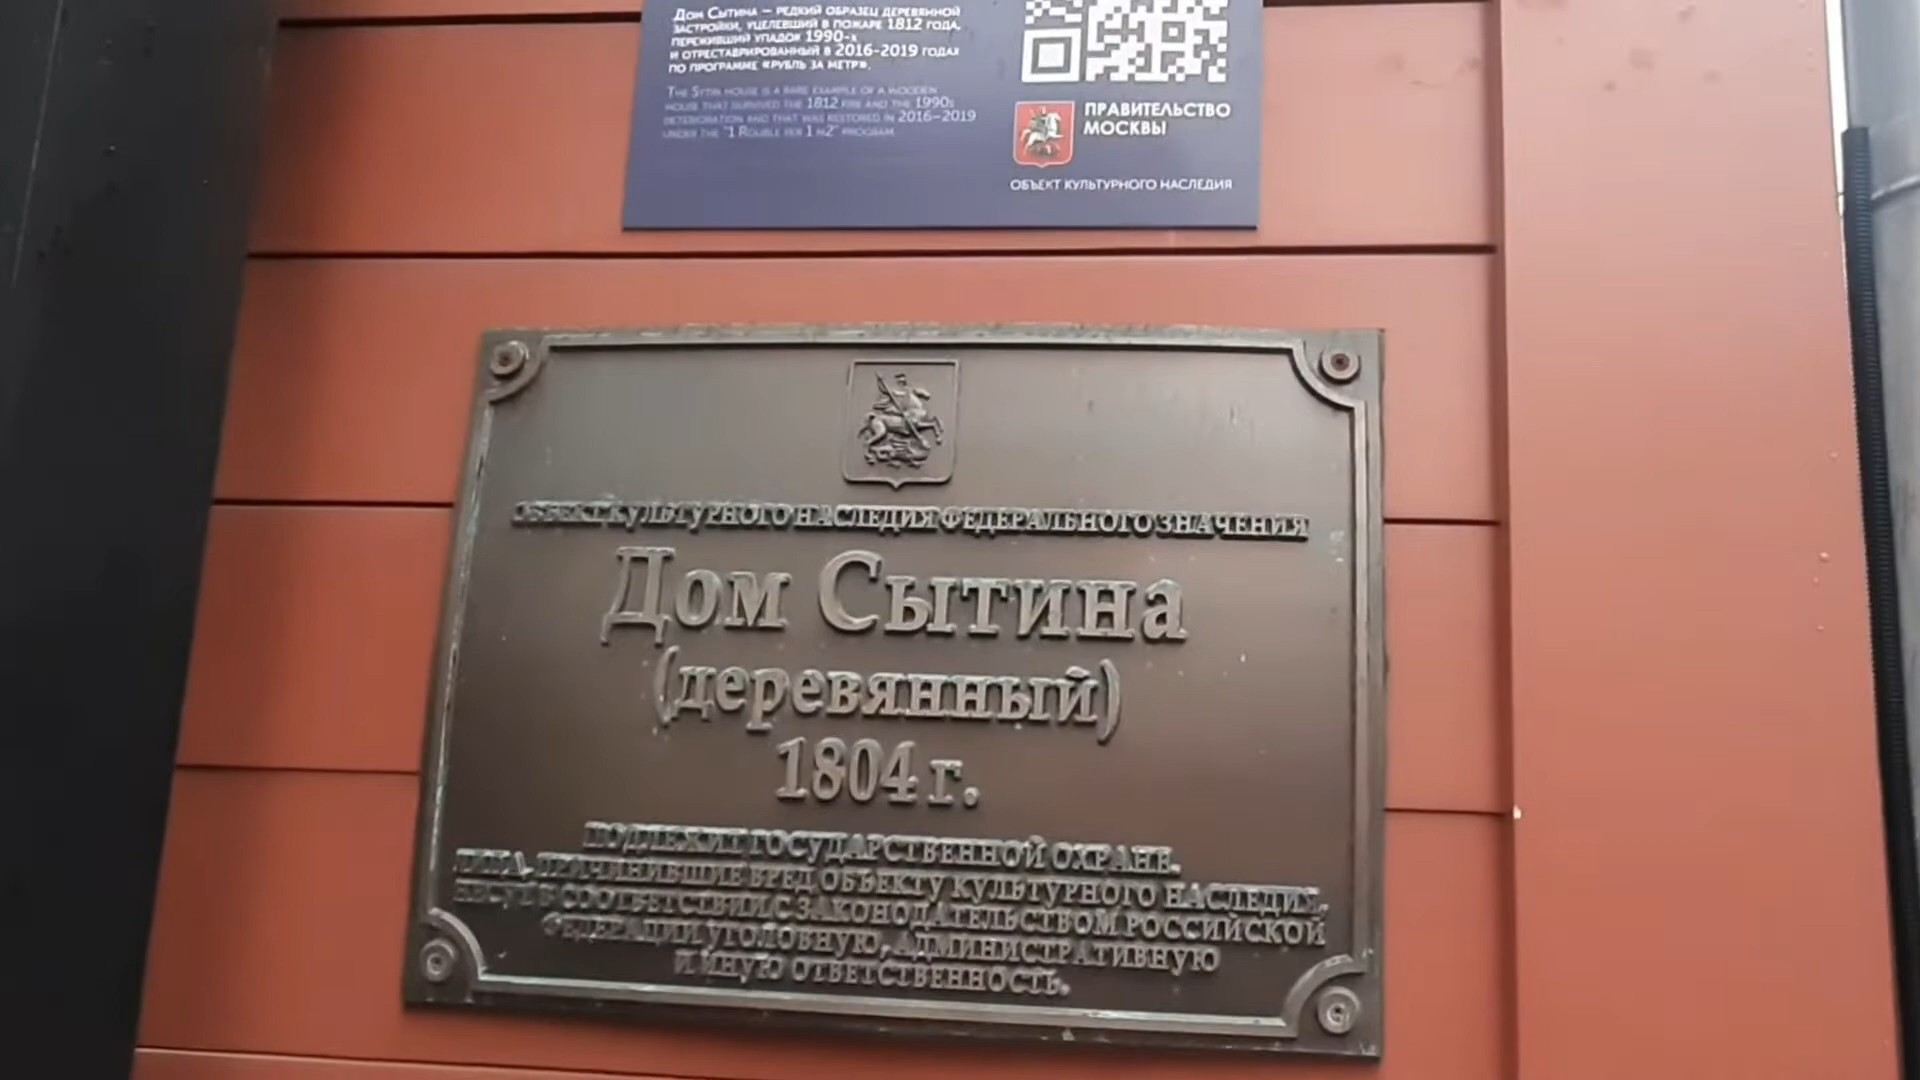 Дом Сытина – редкий образец деревянной
застройки, уцелевший в пожаре 1812 года,
переживший упадок 1990-х
и отреставрированный в 2016-2019 годах
по программе «Рубль за метр».
The Sytin house is a rare example of a wooden
house that survived the 1812 fire and the 1990s
deterioration and that was restored in 2016–2019
under the "1 Rouble per 1 m2" program.
ПРАВИТЕЛЬСТВО
МОСКВЫ
ОБЪЕКТ КУЛЬТУРНОГО НАСЛЕДИЯ
ОБЪЕКТ КУЛЬТУРНОГО НАСЛЕДИЯ ФЕДЕРАЛЬНОГО ЗНАЧЕНИЯ
Дом Сытина
(деревянный)
1804 г.
ПОДЛЕЖИТ ГОСУДАРСТВЕННОЙ ОХРАНЕ.
ЛИЦА, ПРИЧИНИВШИЕ ВРЕД ОБЪЕКТУ КУЛЬТУРНОГО НАСЛЕДИЯ,
НЕСУТ В СООТВЕТСТВИИ С ЗАКОНОДАТЕЛЬСТВОМ РОССИЙСКОЙ
ФЕДЕРАЦИИ УГОЛОВНУЮ, АДМИНИСТРАТИВНУЮ
И ИНУЮ ОТВЕТСТВЕННОСТЬ.